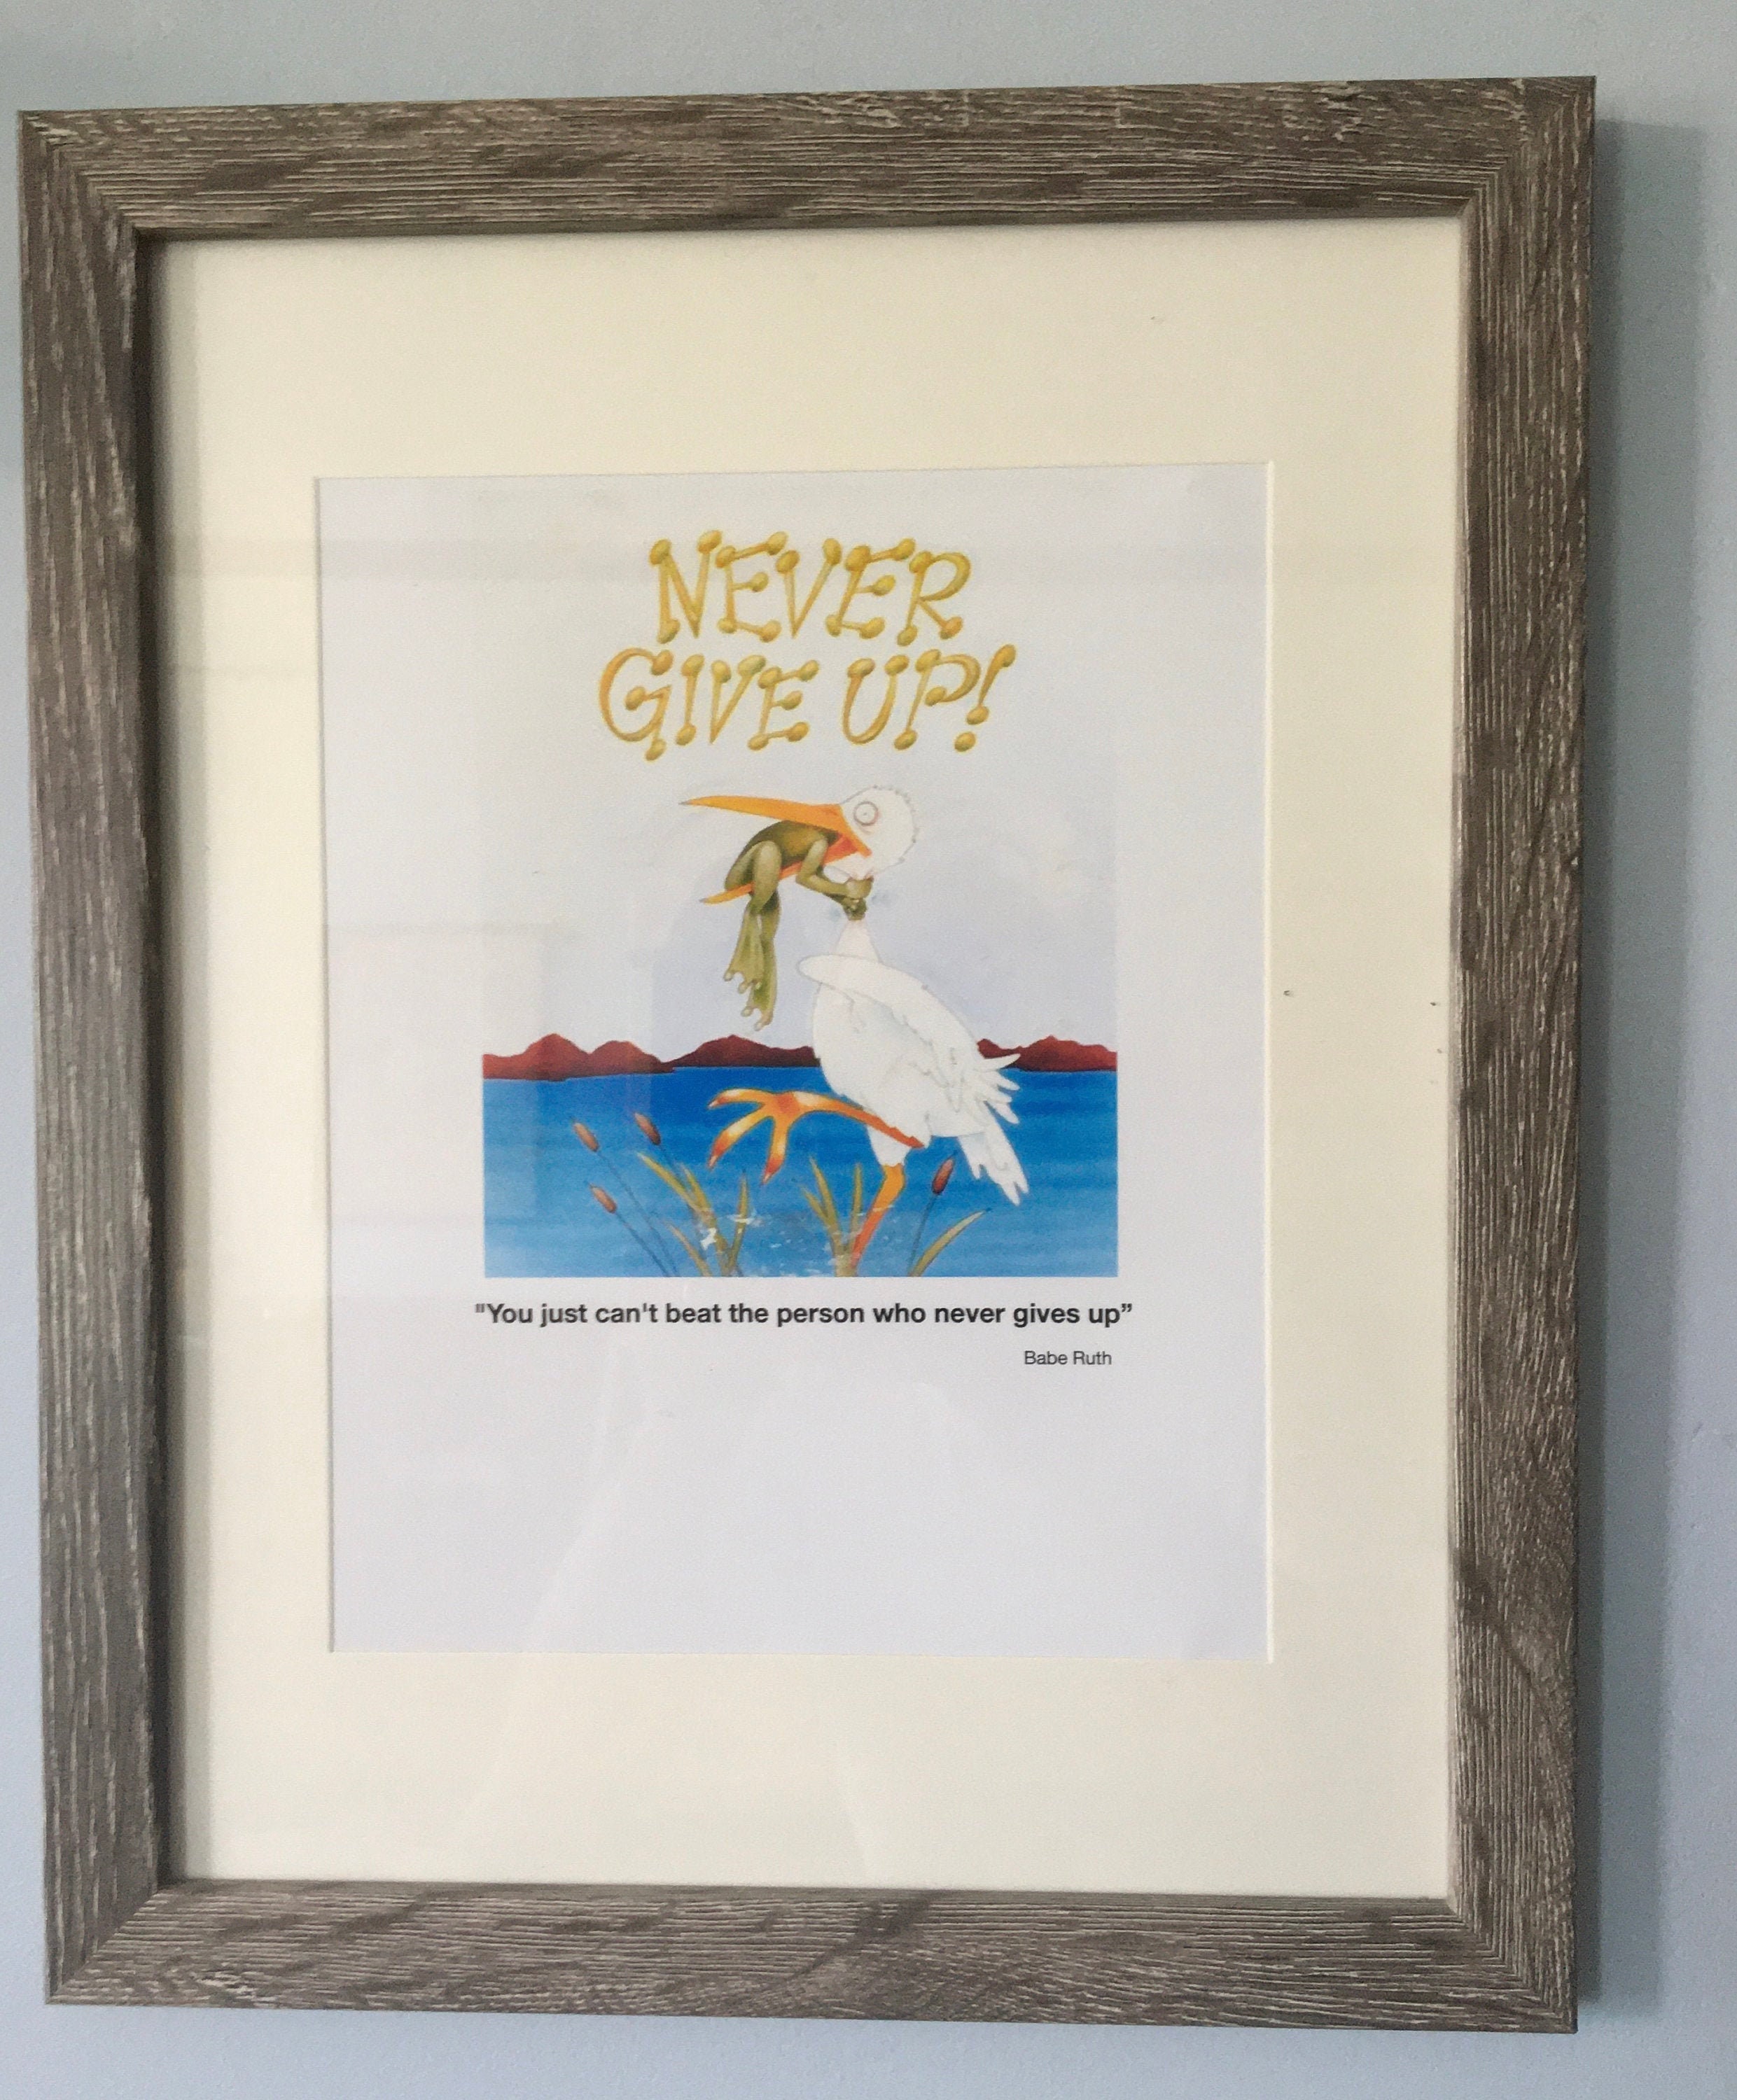 NEVER
GIVE UP!
"You just can't beat the person who never gives up”
Babe Ruth